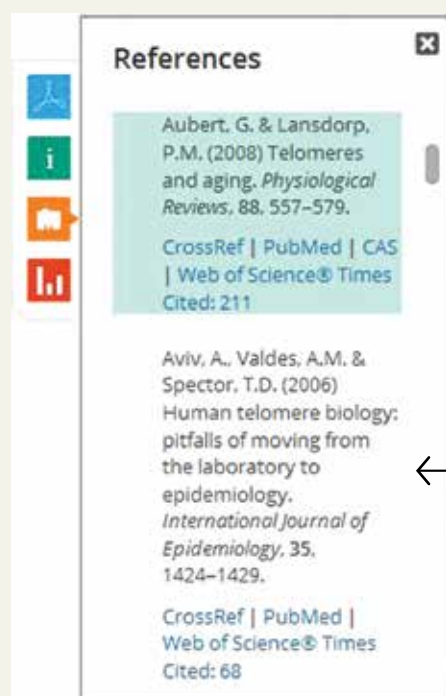 References
Aubert, G. & Lansdorp,
P.M. (2008) Telomeres
and aging. Physiological
Reviews, 88, 557–579.
CrossRef | PubMed | CAS
| Web of Science® Times
Cited: 211
Aviv, A., Valdes, A.M. &
Spector, T.D. (2006)
Human telomere biology:
pitfalls of moving from
the laboratory to
epidemiology.
International Journal of
Epidemiology, 35,
1424–1429.
CrossRef | PubMed |
Web of Science® Times
Cited: 68